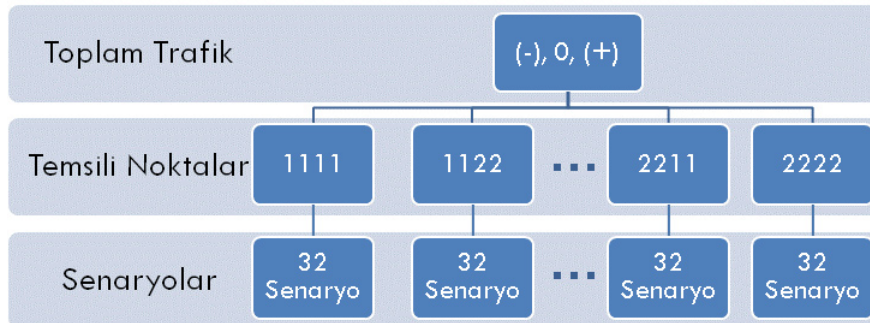 Toplam Trafik
(-), 0, (+)
Temsili Noktalar
1111
1122
...
2211
2222
Senaryolar
32
Senaryo
32
Senaryo
...
32
Senaryo
32
Senaryo